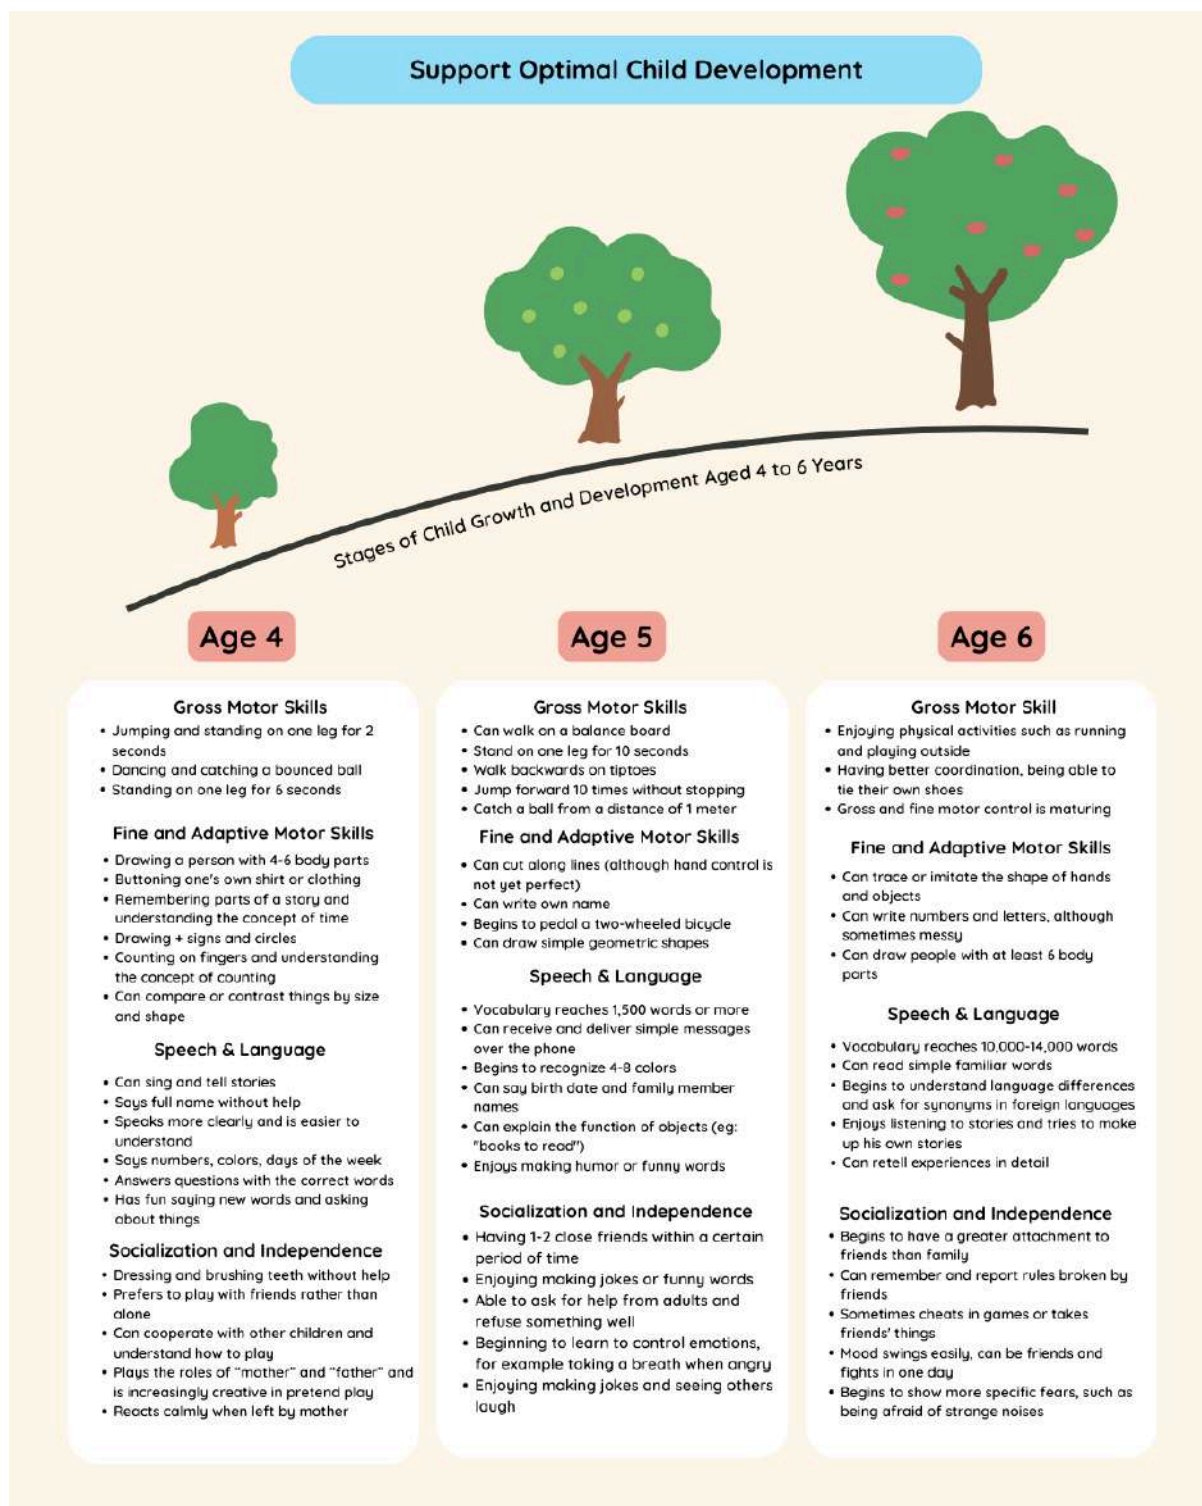 Support Optimal Child Development
Stages of Child Growth and Development Aged 4 to 6 Years
Age 4
Gross Motor Skills
• Jumping and standing on one leg for 2
seconds
• Dancing and catching a bounced ball
• Standing on one leg for 6 seconds
Fine and Adaptive Motor Skills
• Drawing a person with 4-6 body parts
• Buttoning one's own shirt or clothing
• Remembering parts of a story and
understanding the concept of time
• Drawing + signs and circles
• Counting on fingers and understanding
the concept of counting
• Can compare or contrast things by size
and shape
Speech & Language
• Can sing and tell stories
• Says full name without help
• Speaks more clearly and is easier to
understand
• Says numbers, colors, days of the week
• Answers questions with the correct words
• Has fun saying new words and asking
about things
Socialization and Independence
• Dressing and brushing teeth without help
• Prefers to play with friends rather than
alone
• Can cooperate with other children and
understand how to play
• Plays the roles of "mother" and "father" and
is increasingly creative in pretend play
• Reacts calmly when left by mother
Age 5
Gross Motor Skills
• Can walk on a balance board
• Stand on one leg for 10 seconds
• Walk backwards on tiptoes
• Jump forward 10 times without stopping
• Catch a ball from a distance of 1 meter
Fine and Adaptive Motor Skills
• Can cut along lines (although hand control is
not yet perfect)
• Can write own name
• Begins to pedal a two-wheeled bicycle
• Can draw simple geometric shapes
Speech & Language
• Vocabulary reaches 1,500 words or more
• Can receive and deliver simple messages
over the phone
• Begins to recognize 4-8 colors
• Can say birth date and family member
names
• Can explain the function of objects (eg:
"books to read")
• Enjoys making humor or funny words
Socialization and Independence
• Having 1-2 close friends within a certain
period of time
• Enjoying making jokes or funny words
• Able to ask for help from adults and
refuse something well
• Beginning to learn to control emotions,
for example taking a breath when angry
• Enjoying making jokes and seeing others
laugh
Age 6
Gross Motor Skill
• Enjoying physical activities such as running
and playing outside
• Having better coordination, being able to
tie their own shoes
• Gross and fine motor control is maturing
Fine and Adaptive Motor Skills
• Can trace or imitate the shape of hands
and objects
• Can write numbers and letters, although
sometimes messy
• Can draw people with at least 6 body
parts
Speech & Language
• Vocabulary reaches 10,000-14,000 words
• Can read simple familiar words
• Begins to understand language differences
and ask for synonyms in foreign languages
• Enjoys listening to stories and tries to make
up his own stories
• Can retell experiences in detail
Socialization and Independence
• Begins to have a greater attachment to
friends than family
• Can remember and report rules broken by
friends
• Sometimes cheats in games or takes
friends' things
• Mood swings easily, can be friends and
fights in one day
• Begins to show more specific fears, such as
being afraid of strange noises